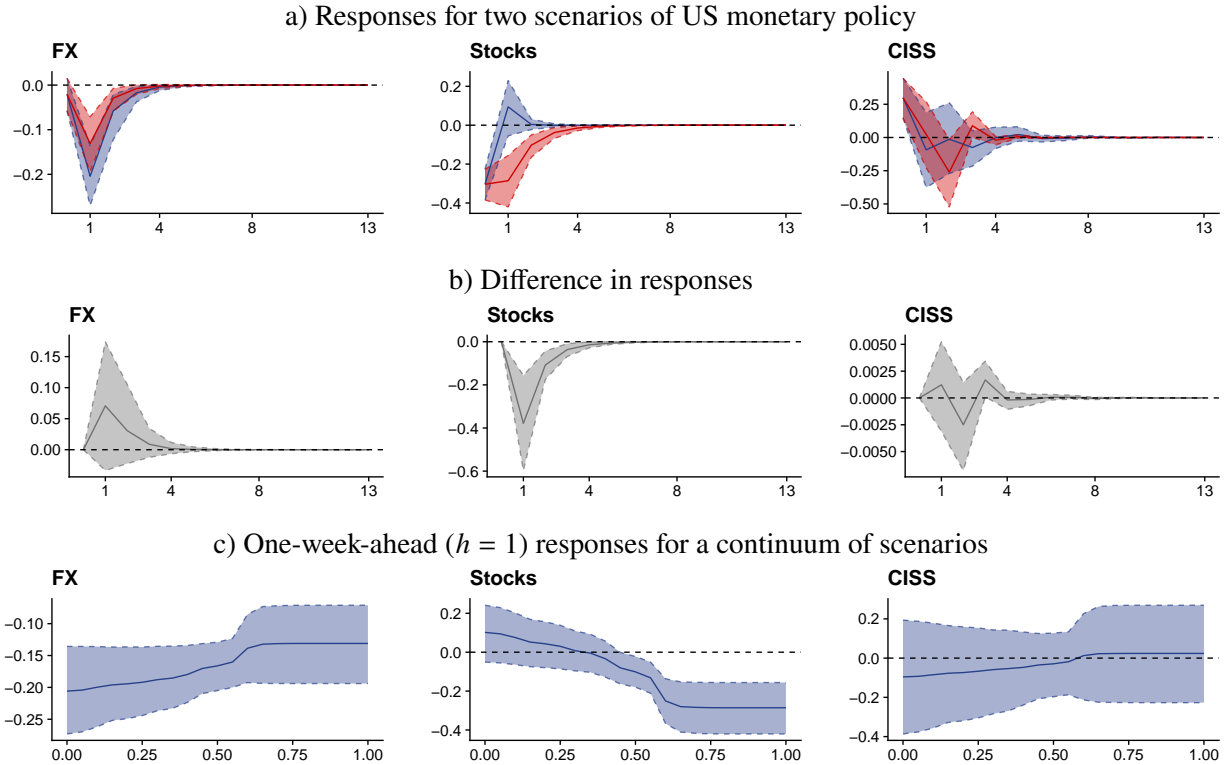 a) Responses for two scenarios of US monetary policy
FX
Stocks
CISS
0.0
−0.1
−0.2
1 4 8 13
0.2
0.0
−0.2
−0.4
1 4 8 13
0.25
0.00
−0.25
−0.50
1 4 8 13
b) Difference in responses
FX
Stocks
CISS
0.15
0.10
0.05
0.00
1 4 8 13
0.0
−0.2
−0.4
−0.6
1 4 8 13
0.0050
0.0025
0.0000
−0.0025
−0.0050
1 4 8 13
c) One-week-ahead (h = 1) responses for a continuum of scenarios
FX
Stocks
CISS
−0.10
−0.15
−0.20
−0.25
0.00 0.25 0.50 0.75 1.00
0.2
0.0
−0.2
−0.4
0.00 0.25 0.50 0.75 1.00
0.2
0.0
−0.2
−0.4
0.00 0.25 0.50 0.75 1.00